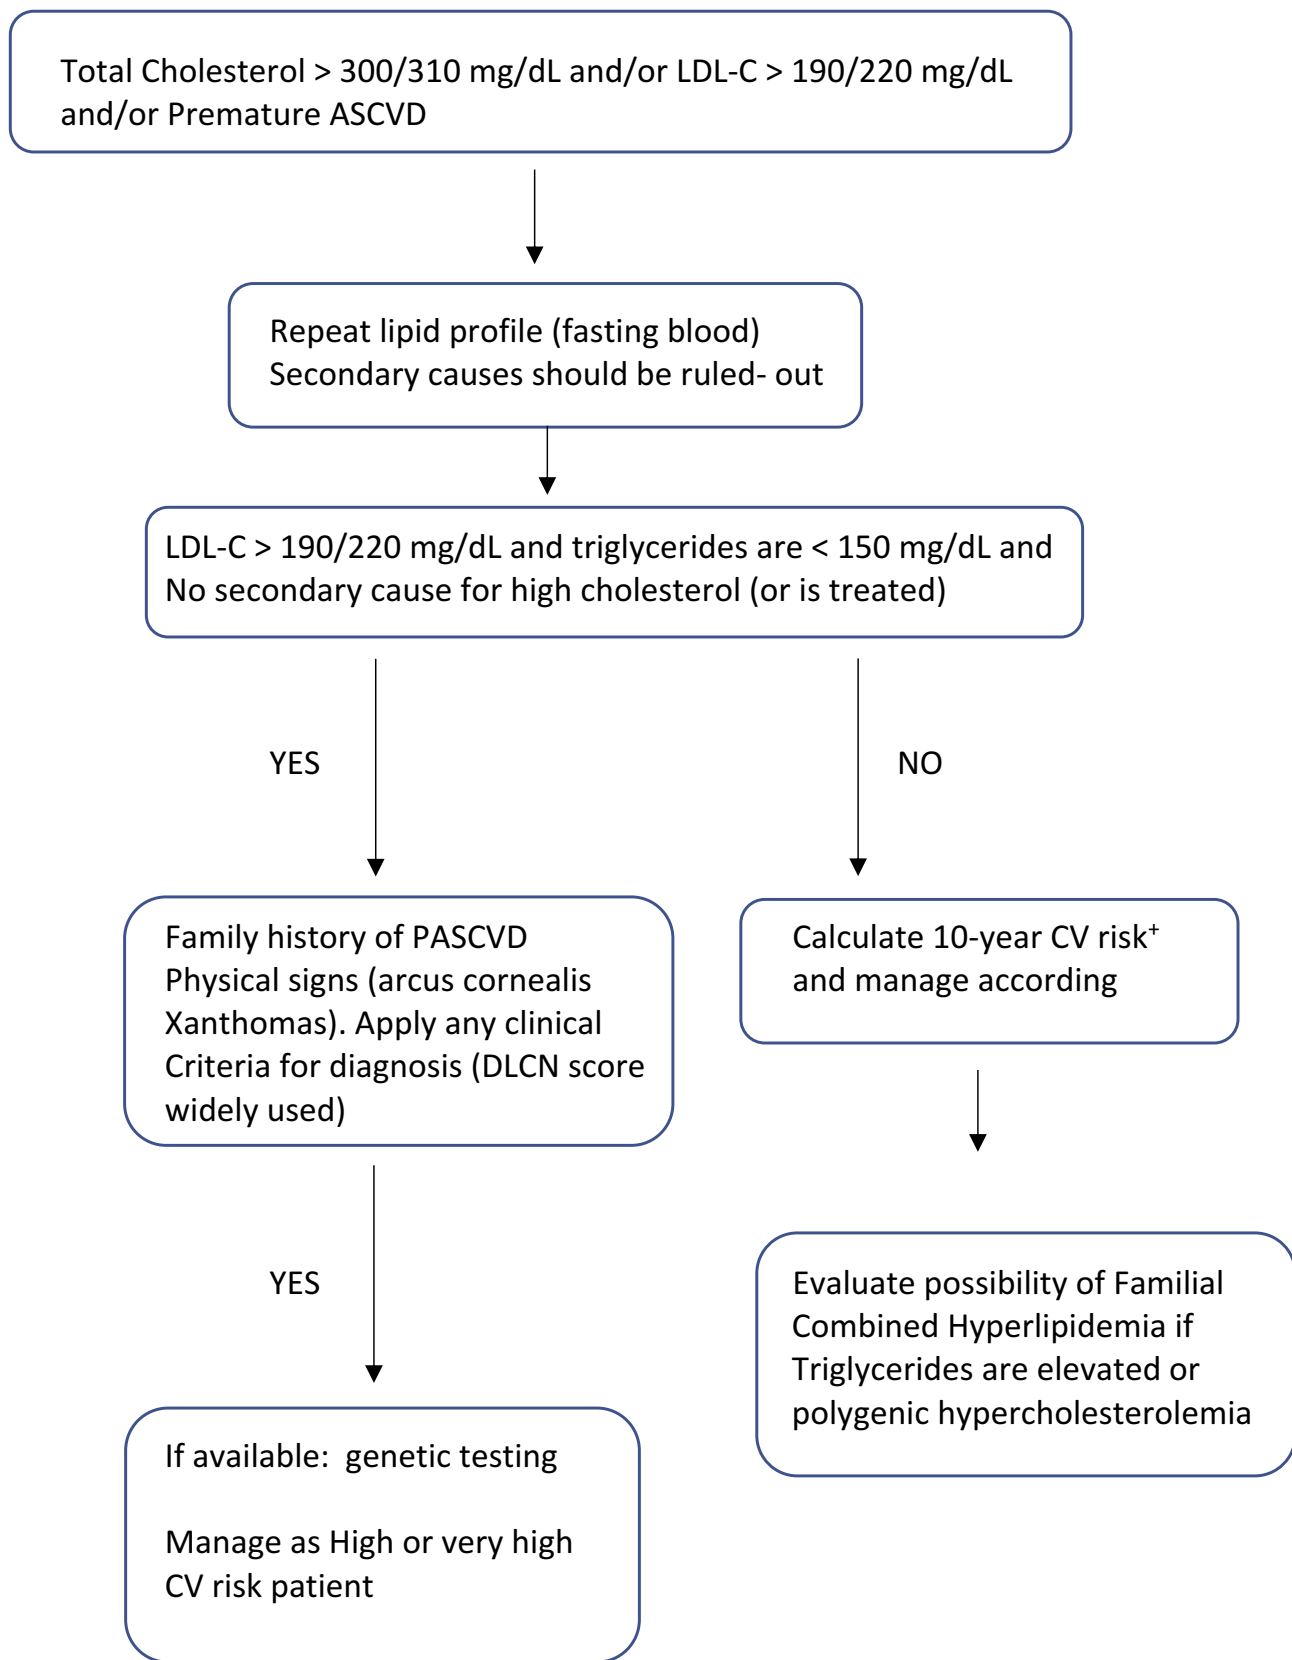 Total Cholesterol > 300/310 mg/dL and/or LDL-C > 190/220 mg/dL
and/or Premature ASCVD
Repeat lipid profile (fasting blood)
Secondary causes should be ruled- out
LDL-C > 190/220 mg/dL and triglycerides are < 150 mg/dL and
No secondary cause for high cholesterol (or is treated)
YES
NO
Family history of PASCVD
Physical signs (arcus cornealis
Xanthomas). Apply any clinical
Criteria for diagnosis (DLCN score
widely used)
Calculate 10-year CV risk⁺
and manage according
YES
Evaluate possibility of Familial
Combined Hyperlipidemia if
Triglycerides are elevated or
polygenic hypercholesterolemia
If available:  genetic testing
Manage as High or very high
CV risk patient